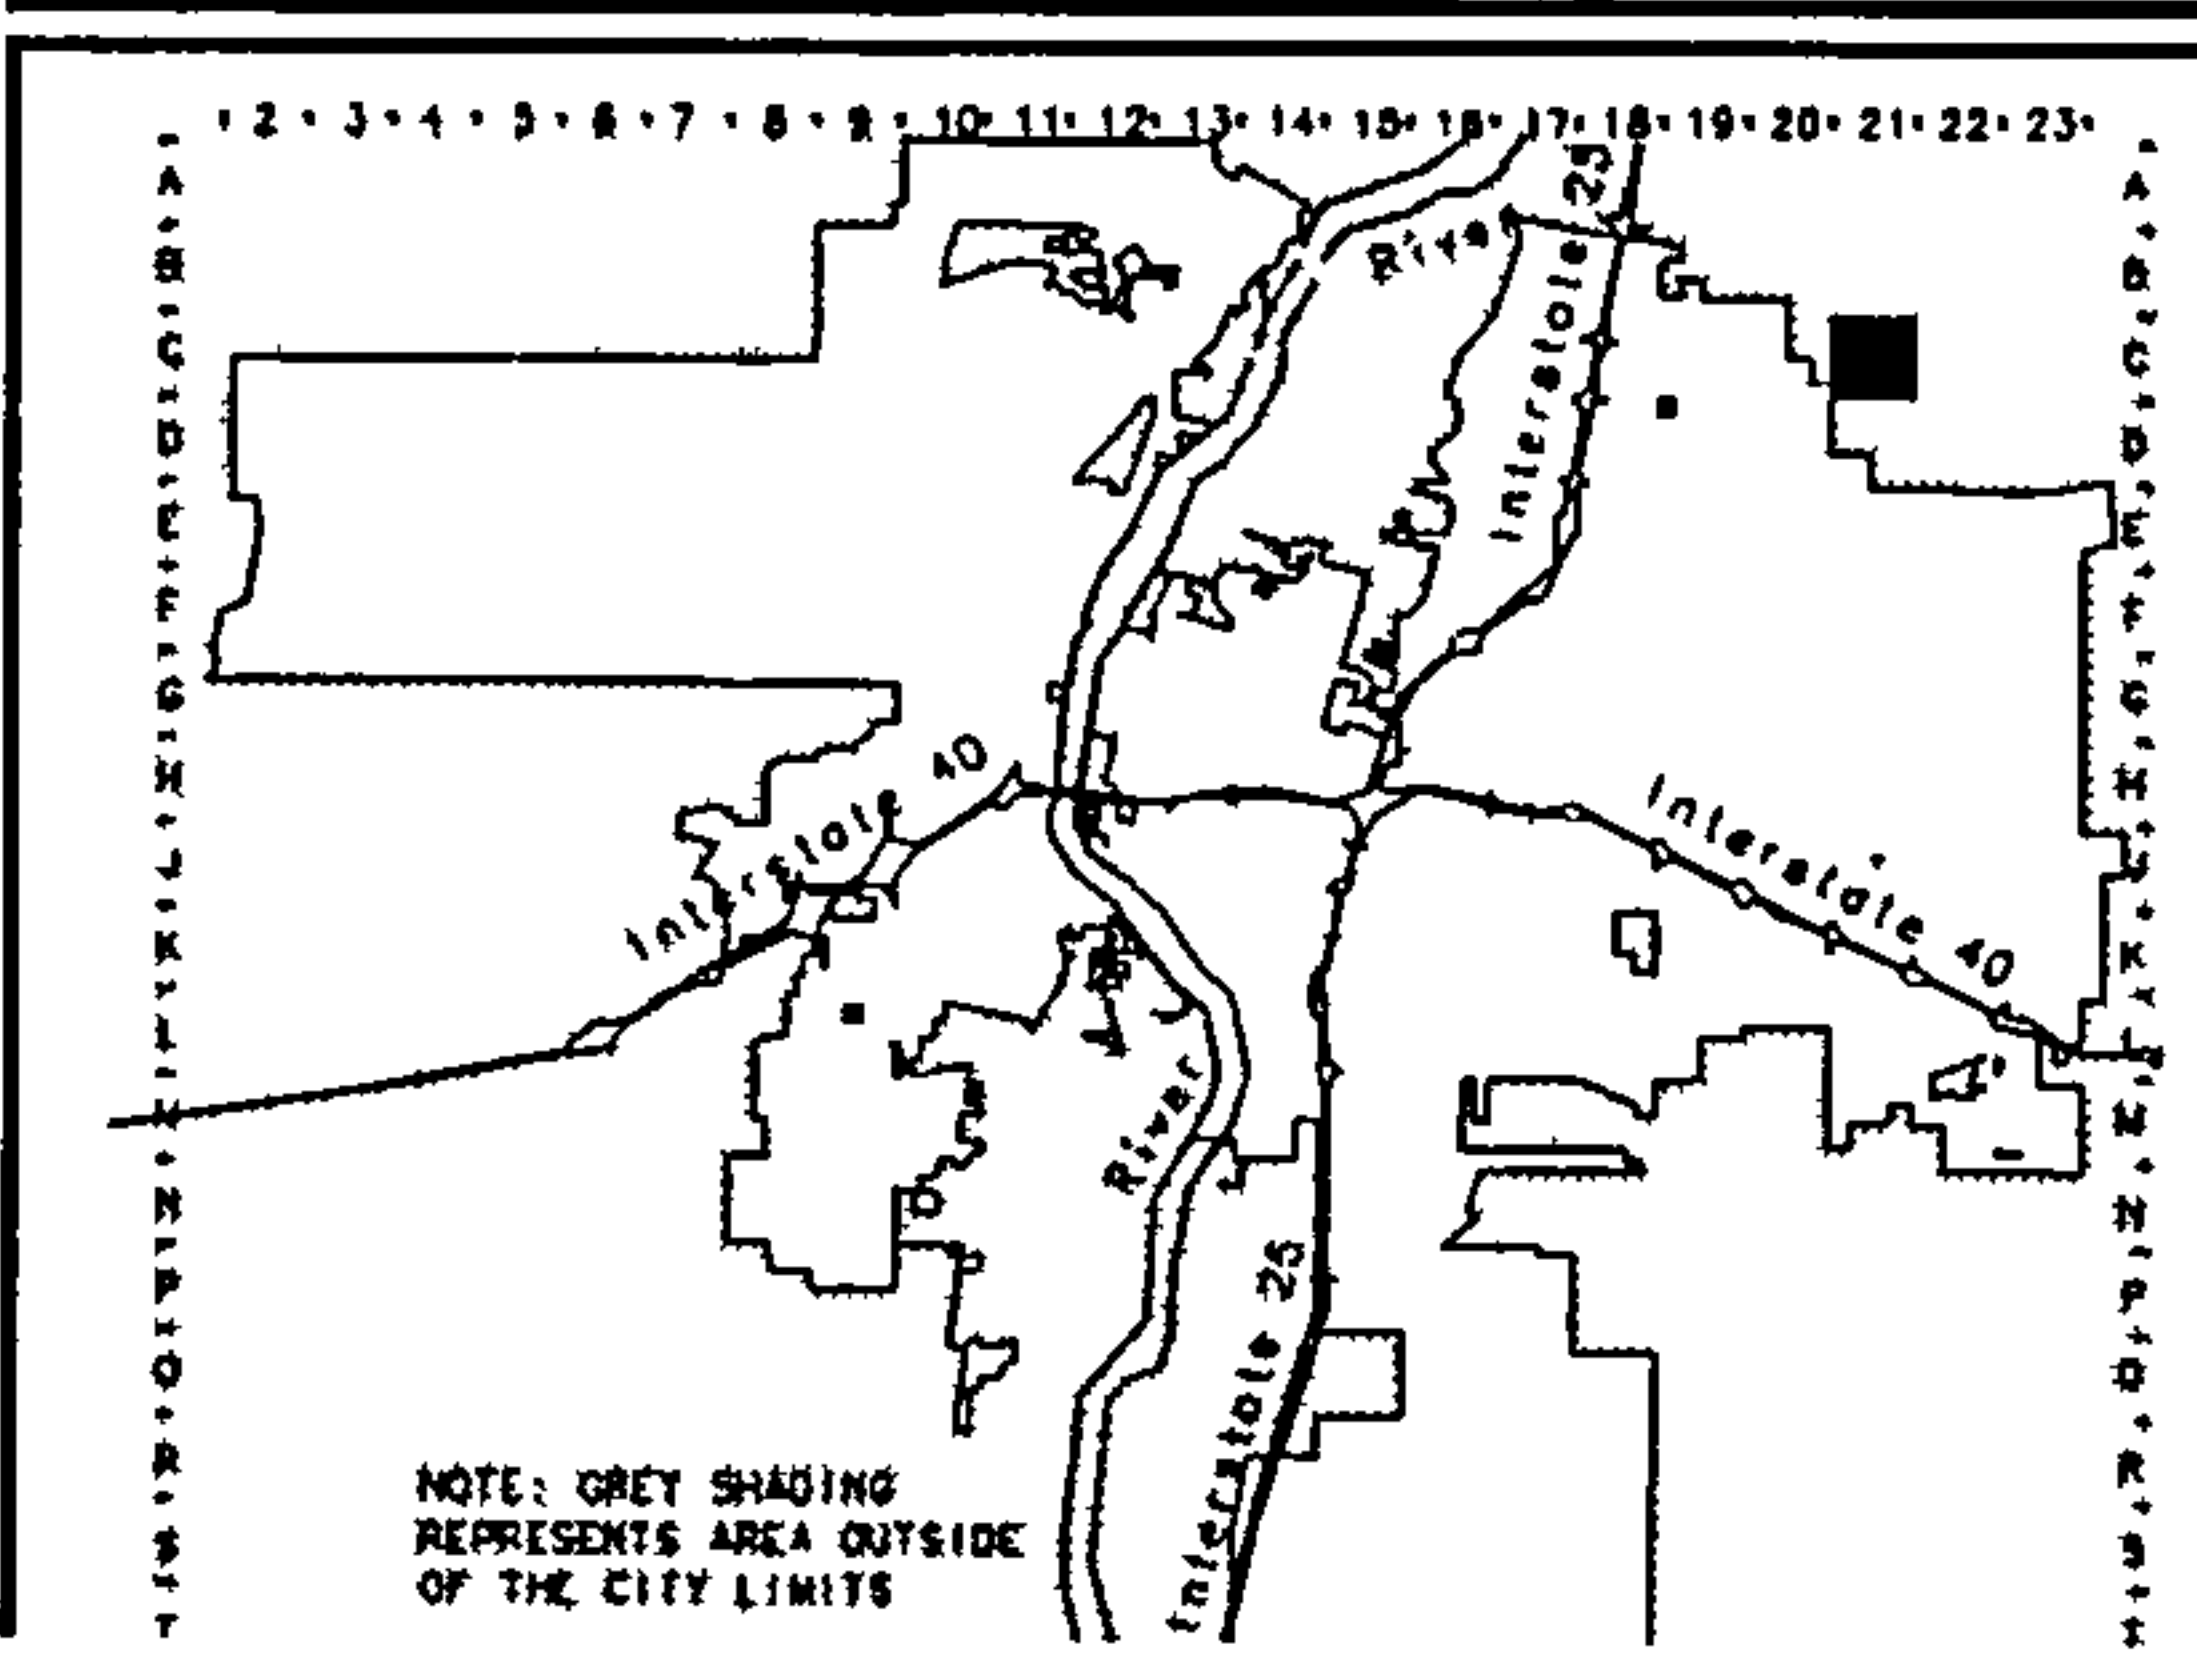 2 3 4 5 6 7 8 9 10 11 12 13 14 15 16 17 18 19 20 21 22 23
A A
B B
C C
D D
E E
F F
G G
H H
J J
K K
L L
M M
N N
P P
Q Q
R R
S S
T T
River
Interstate 25
Interstate 40
Interstate 40
River
Interstate 25
NOTE: GREY SHADING
REPRESENTS AREA OUTSIDE
OF THE CITY LIMITS